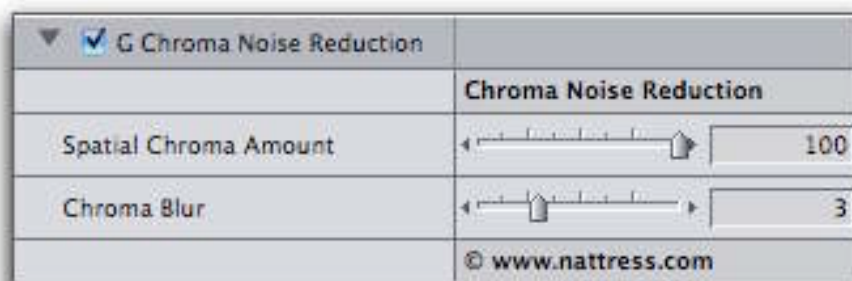 G Chroma Noise Reduction
Chroma Noise Reduction
Spatial Chroma Amount 100
Chroma Blur 3
© www.nattress.com